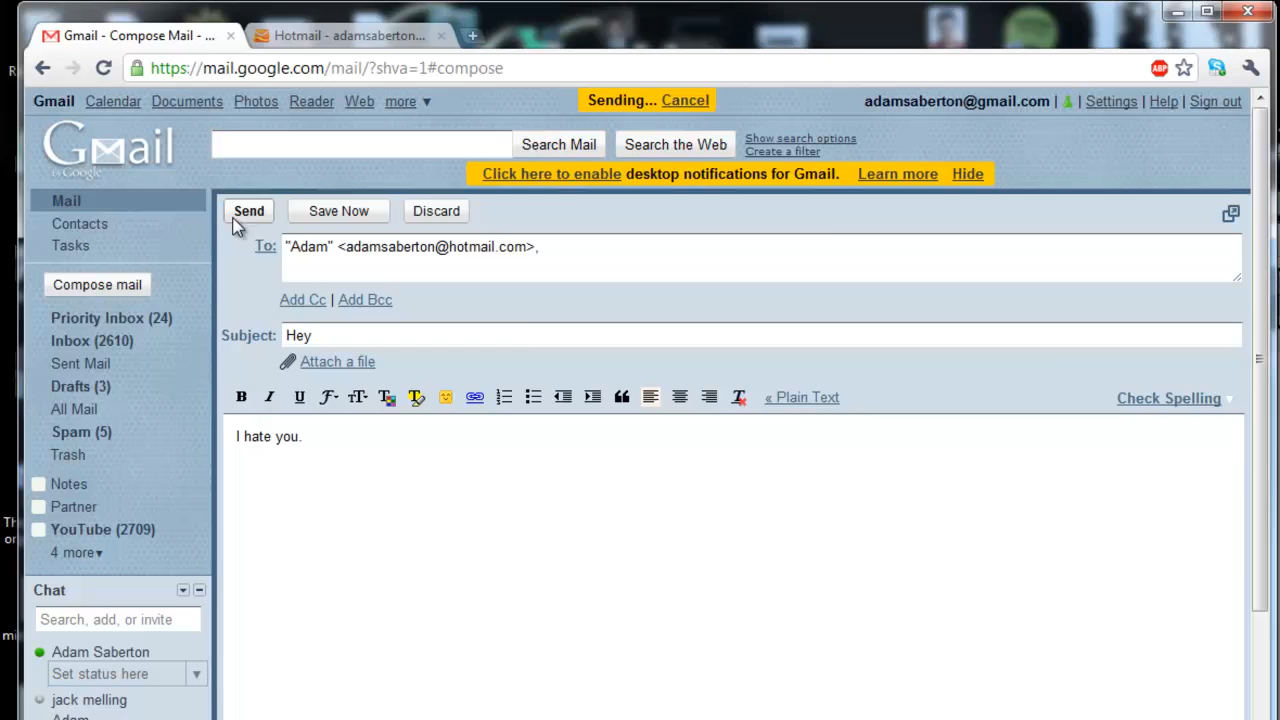 Gmail - Compose Mail - ...
Hotmail - adamsaberton...
https://mail.google.com/mail/?shva=1#compose
ABP
Gmail Calendar Documents Photos Reader Web more ▼
Sending... Cancel
adamsaberton@gmail.com | Settings | Help | Sign out
Gmail
by Google
Search Mail
Search the Web
Show search options
Create a filter
Click here to enable desktop notifications for Gmail. Learn more Hide
Mail
Contacts
Tasks
Compose mail
Priority Inbox (24)
Inbox (2610)
Sent Mail
Drafts (3)
All Mail
Spam (5)
Trash
Notes
Partner
YouTube (2709)
4 more▼
Chat
Search, add, or invite
Adam Saberton
Set status here
jack melling
Send
Save Now
Discard
To: "Adam" <adamsaberton@hotmail.com>,
Add Cc | Add Bcc
Subject: Hey
Attach a file
« Plain Text
Check Spelling
I hate you.